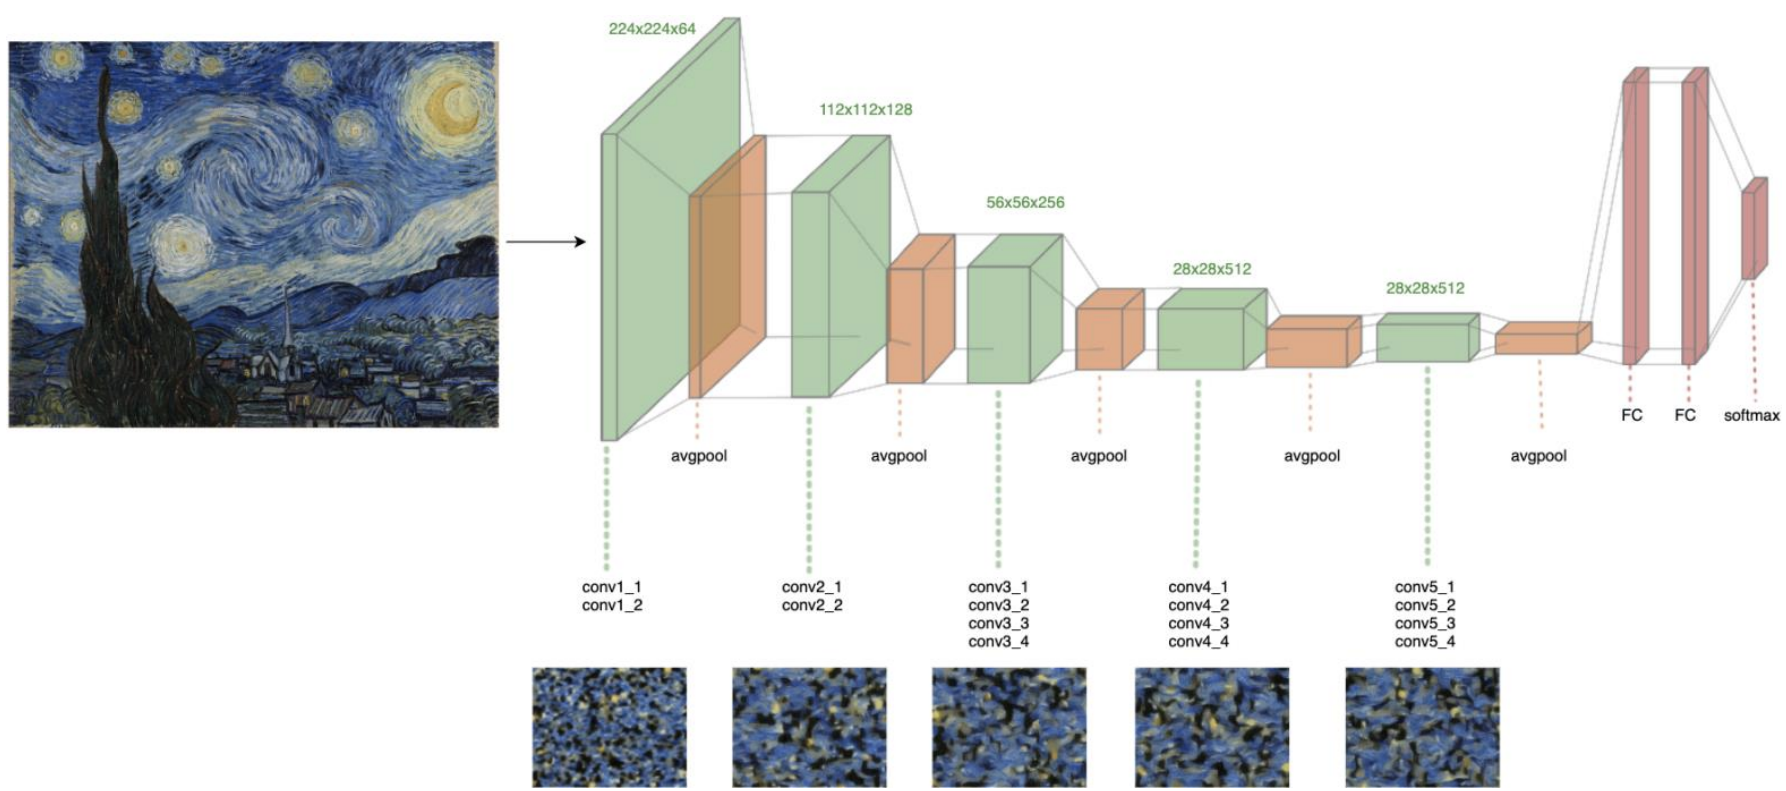 224x224x64
112x112x128
56x56x256
28x28x512
28x28x512
FC
FC
softmax
avgpool
avgpool
avgpool
avgpool
avgpool
conv1_1
conv1_2
conv2_1
conv2_2
conv3_1
conv3_2
conv3_3
conv3_4
conv4_1
conv4_2
conv4_3
conv4_4
conv5_1
conv5_2
conv5_3
conv5_4